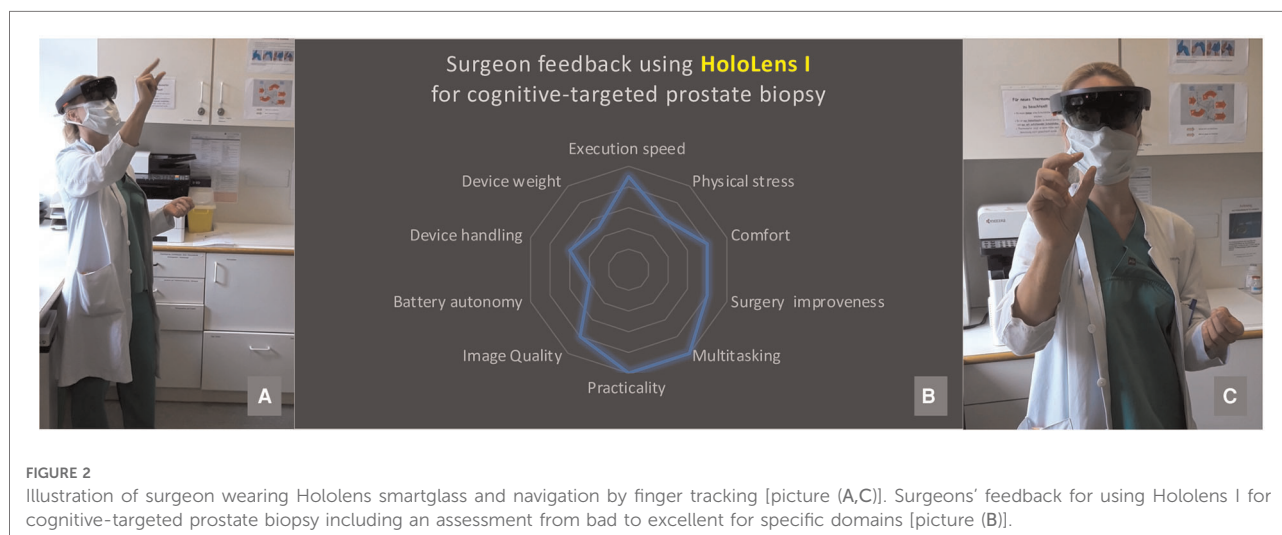 Surgeon feedback using HoloLens I
for cognitive-targeted prostate biopsy
Execution speed
Device weight
Physical stress
Device handling
Comfort
Battery autonomy
Surgery improveness
Image Quality
Multitasking
Practicality
A
B
C
KYOCERA
FIGURE 2
Illustration of surgeon wearing Hololens smartglass and navigation by finger tracking [picture (A,C)]. Surgeons’ feedback for using Hololens I for
cognitive-targeted prostate biopsy including an assessment from bad to excellent for specific domains [picture (B)].